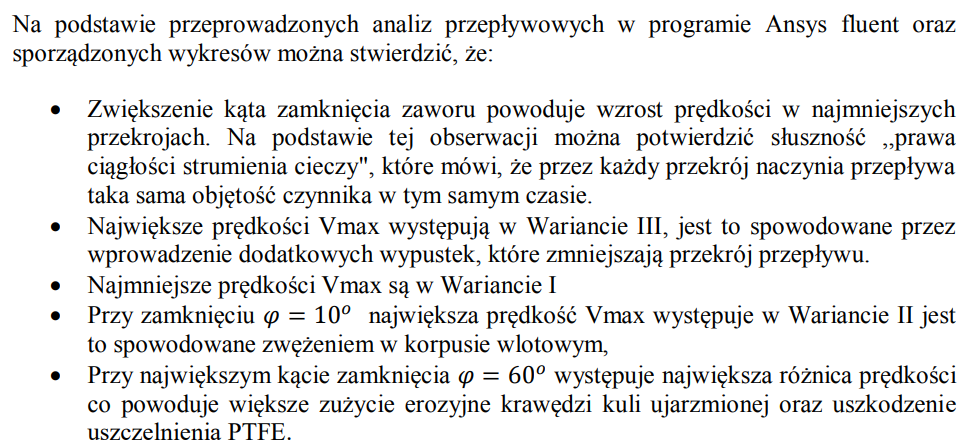 Na podstawie przeprowadzonych analiz przepływowych w programie Ansys fluent oraz
sporządzonych wykresów można stwierdzić, że:
• Zwiększenie kąta zamknięcia zaworu powoduje wzrost prędkości w najmniejszych
przekrojach. Na podstawie tej obserwacji można potwierdzić słuszność ,,prawa
ciągłości strumienia cieczy", które mówi, że przez każdy przekrój naczynia przepływa
taka sama objętość czynnika w tym samym czasie.
• Największe prędkości Vmax występują w Wariancie III, jest to spowodowane przez
wprowadzenie dodatkowych wypustek, które zmniejszają przekrój przepływu.
• Najmniejsze prędkości Vmax są w Wariancie I
• Przy zamknięciu φ = 10° największa prędkość Vmax występuje w Wariancie II jest
to spowodowane zwężeniem w korpusie wlotowym,
• Przy największym kącie zamknięcia φ = 60° występuje największa różnica prędkości
co powoduje większe zużycie erozyjne krawędzi kuli ujarzmionej oraz uszkodzenie
uszczelnienia PTFE.